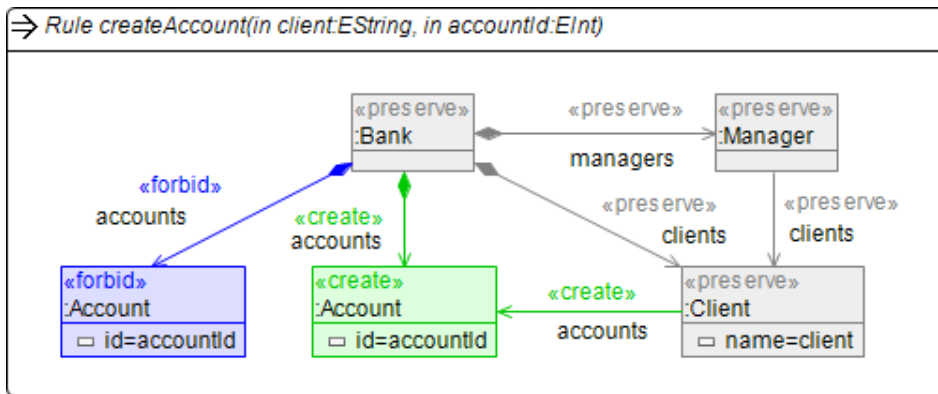 Rule createAccount(in client:EString, in accountId:EInt)
«preserve»
:Bank
«preserve»
managers
«preserve»
:Manager
«forbid»
accounts
«create»
accounts
«preserve»
clients
«preserve»
clients
«forbid»
:Account
id=accountId
«create»
:Account
id=accountId
«create»
accounts
«preserve»
:Client
name=client